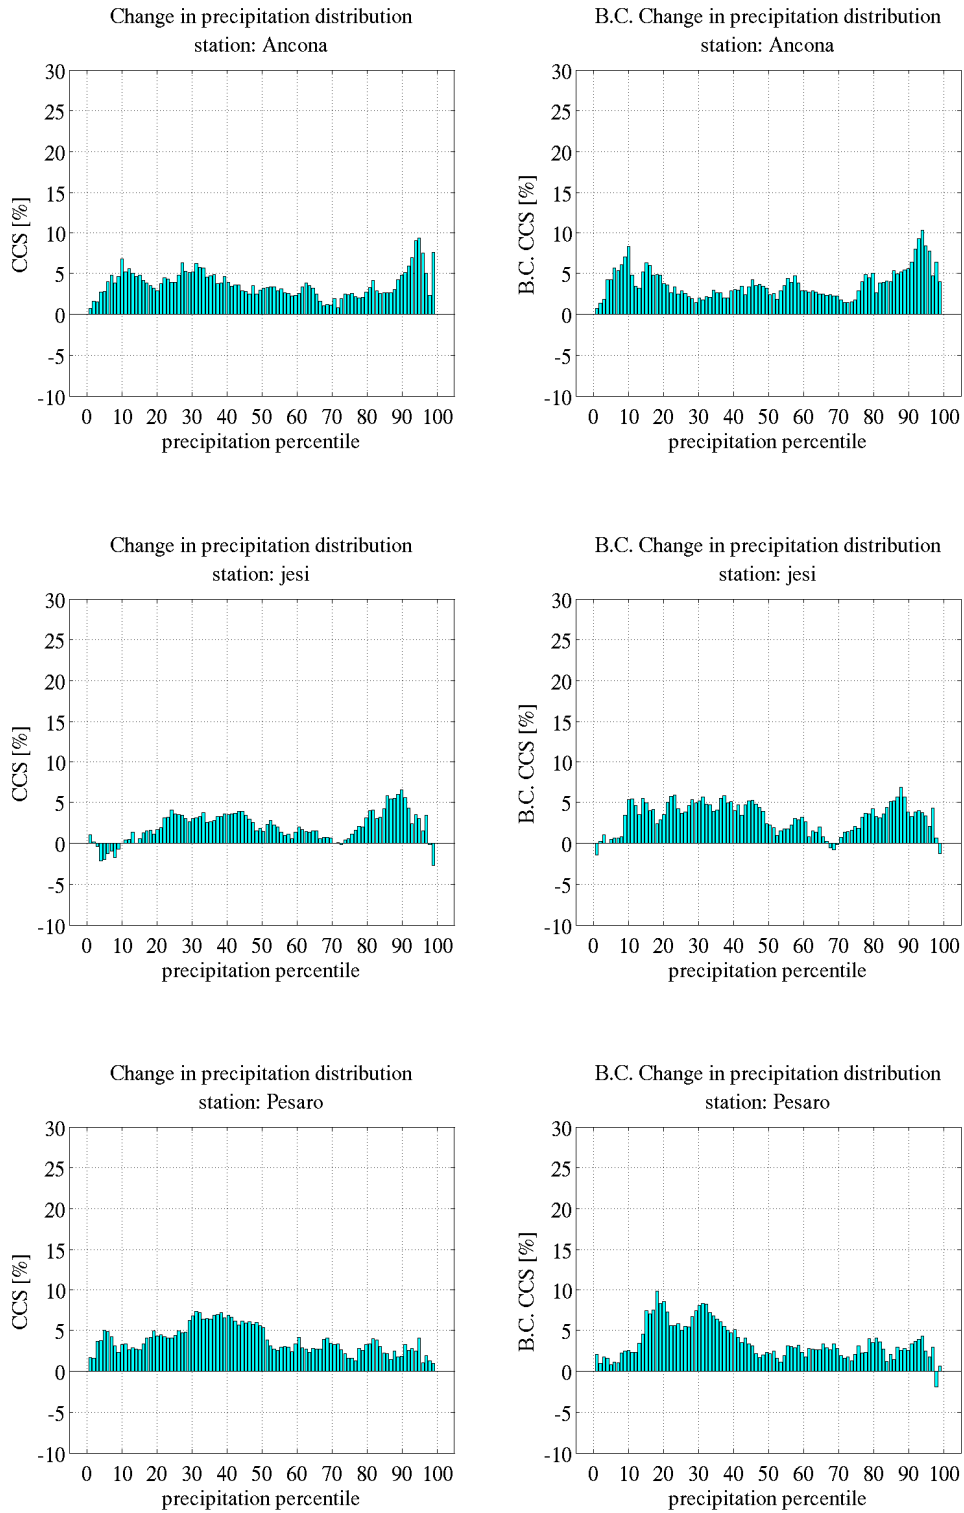 Change in precipitation distribution
station: Ancona
30
25
20
15
10
5
0
-5
-10
CCS [%]
0 10 20 30 40 50 60 70 80 90 100
precipitation percentile
B.C. Change in precipitation distribution
station: Ancona
30
25
20
15
10
5
0
-5
-10
B.C. CCS [%]
0 10 20 30 40 50 60 70 80 90 100
precipitation percentile
Change in precipitation distribution
station: jesi
30
25
20
15
10
5
0
-5
-10
CCS [%]
0 10 20 30 40 50 60 70 80 90 100
precipitation percentile
B.C. Change in precipitation distribution
station: jesi
30
25
20
15
10
5
0
-5
-10
B.C. CCS [%]
0 10 20 30 40 50 60 70 80 90 100
precipitation percentile
Change in precipitation distribution
station: Pesaro
30
25
20
15
10
5
0
-5
-10
CCS [%]
0 10 20 30 40 50 60 70 80 90 100
precipitation percentile
B.C. Change in precipitation distribution
station: Pesaro
30
25
20
15
10
5
0
-5
-10
B.C. CCS [%]
0 10 20 30 40 50 60 70 80 90 100
precipitation percentile